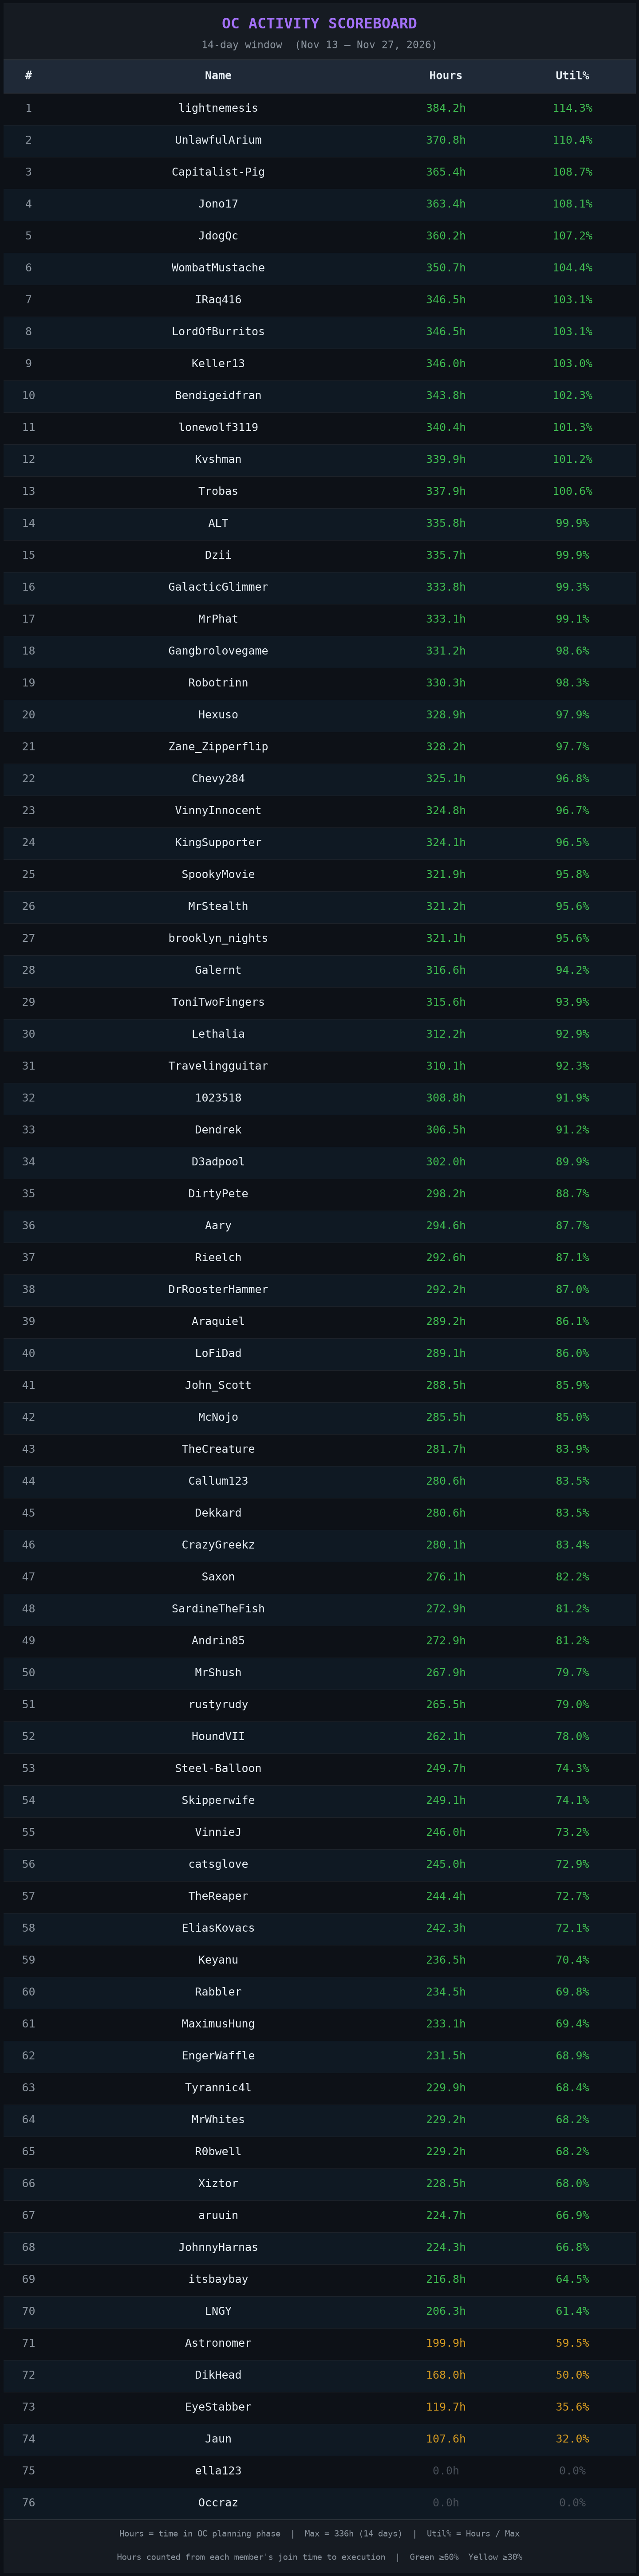 OC ACTIVITY SCOREBOARD
14-day window (Nov 13 — Nov 27, 2026)
# Name Hours Util%
1 lightnemesis 384.2h 114.3%
2 UnlawfulArium 370.8h 110.4%
3 Capitalist-Pig 365.4h 108.7%
4 Jono17 363.4h 108.1%
5 JdogQc 360.2h 107.2%
6 WombatMustache 350.7h 104.4%
7 IRaq416 346.5h 103.1%
8 LordOfBurritos 346.5h 103.1%
9 Keller13 346.0h 103.0%
10 Bendigeidfran 343.8h 102.3%
11 lonewolf3119 340.4h 101.3%
12 Kvshman 339.9h 101.2%
13 Trobas 337.9h 100.6%
14 ALT 335.8h 99.9%
15 Dzii 335.7h 99.9%
16 GalacticGlimmer 333.8h 99.3%
17 MrPhat 333.1h 99.1%
18 Gangbrolovegame 331.2h 98.6%
19 Robotrinn 330.3h 98.3%
20 Hexuso 328.9h 97.9%
21 Zane_Zipperflip 328.2h 97.7%
22 Chevy284 325.1h 96.8%
23 VinnyInnocent 324.8h 96.7%
24 KingSupporter 324.1h 96.5%
25 SpookyMovie 321.9h 95.8%
26 MrStealth 321.2h 95.6%
27 brooklyn_nights 321.1h 95.6%
28 Galernt 316.6h 94.2%
29 ToniTwoFingers 315.6h 93.9%
30 Lethalia 312.2h 92.9%
31 Travelingguitar 310.1h 92.3%
32 1023518 308.8h 91.9%
33 Dendrek 306.5h 91.2%
34 D3adpool 302.0h 89.9%
35 DirtyPete 298.2h 88.7%
36 Aary 294.6h 87.7%
37 Rieelch 292.6h 87.1%
38 DrRoosterHammer 292.2h 87.0%
39 Araquiel 289.2h 86.1%
40 LoFiDad 289.1h 86.0%
41 John_Scott 288.5h 85.9%
42 McNojo 285.5h 85.0%
43 TheCreature 281.7h 83.9%
44 Callum123 280.6h 83.5%
45 Dekkard 280.6h 83.5%
46 CrazyGreekz 280.1h 83.4%
47 Saxon 276.1h 82.2%
48 SardineTheFish 272.9h 81.2%
49 Andrin85 272.9h 81.2%
50 MrShush 267.9h 79.7%
51 rustyrudy 265.5h 79.0%
52 HoundVII 262.1h 78.0%
53 Steel-Balloon 249.7h 74.3%
54 Skipperwife 249.1h 74.1%
55 VinnieJ 246.0h 73.2%
56 catsglove 245.0h 72.9%
57 TheReaper 244.4h 72.7%
58 EliasKovacs 242.3h 72.1%
59 Keyanu 236.5h 70.4%
60 Rabbler 234.5h 69.8%
61 MaximusHung 233.1h 69.4%
62 EngerWaffle 231.5h 68.9%
63 Tyrannic4l 229.9h 68.4%
64 MrWhites 229.2h 68.2%
65 R0bwell 229.2h 68.2%
66 Xiztor 228.5h 68.0%
67 aruuin 224.7h 66.9%
68 JohnnyHarnas 224.3h 66.8%
69 itsbaybay 216.8h 64.5%
70 LNGY 206.3h 61.4%
71 Astronomer 199.9h 59.5%
72 DikHead 168.0h 50.0%
73 EyeStabber 119.7h 35.6%
74 Jaun 107.6h 32.0%
75 ella123 0.0h 0.0%
76 Occraz 0.0h 0.0%
Hours = time in OC planning phase | Max = 336h (14 days) | Util% = Hours / Max
Hours counted from each member's join time to execution | Green ≥60% Yellow ≥30%